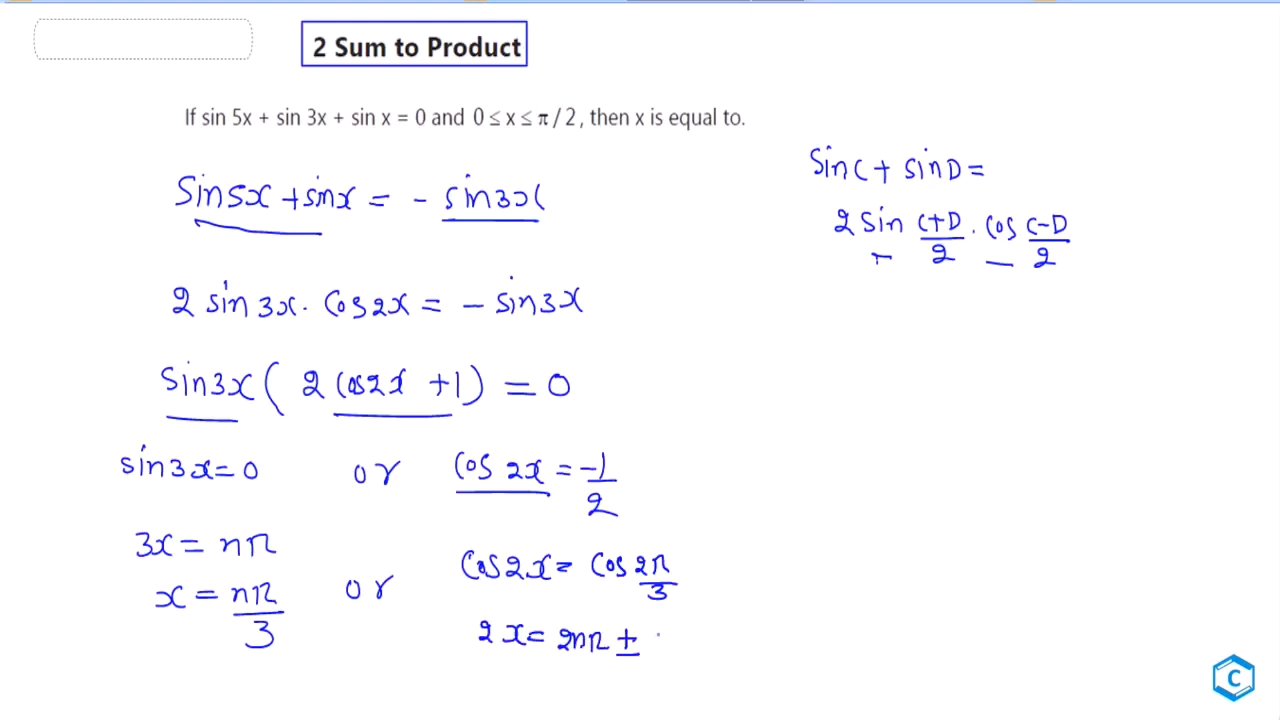 2 Sum to Product
If sin 5x + sin 3x + sin x = 0 and 0 ≤ x ≤ π / 2, then x is equal to.
Sin5x + sinx = - sin3x
SinC + SinD =
2 Sin (C+D)/2 . Cos (C-D)/2
2 sin 3x . Cos2x = - sin3x
Sin3x ( 2 Cos2x + 1 ) = 0
sin3x = 0 or Cos 2x = -1/2
3x = nπ
Cos2x = Cos 2π/3
x = nπ/3 or
2x = 2nπ ±
C